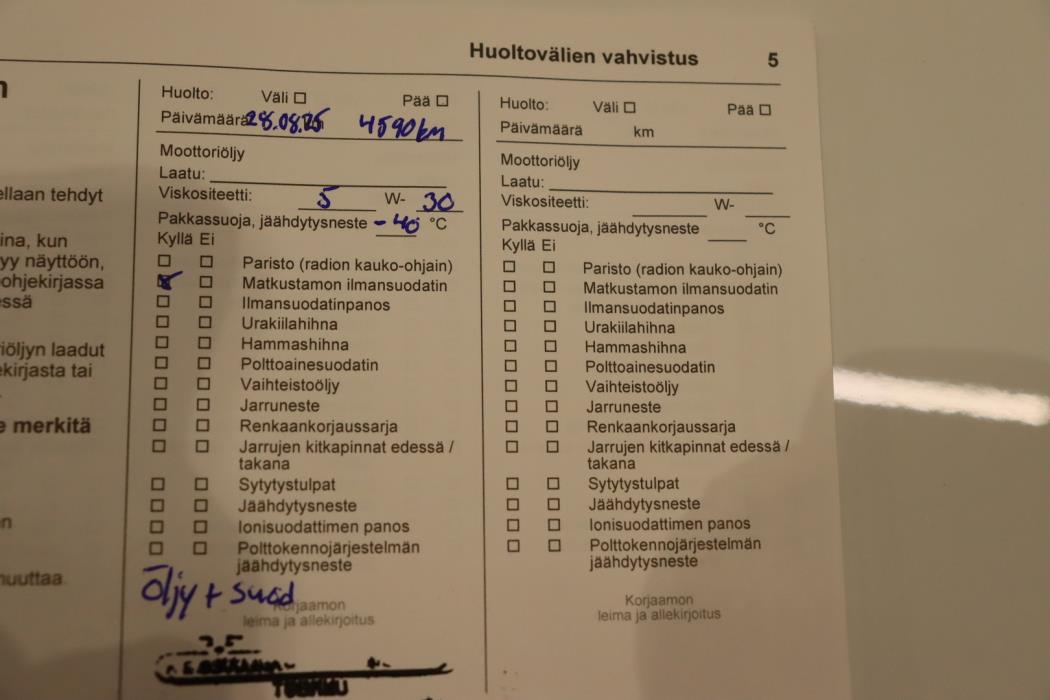 Huoltovälien vahvistus 5
n
ellaan tehdyt
ina, kun
yy näyttöön,
ohjekirjassa
ssä
iöljyn laadut
ekirjasta tai
e merkitä
n
nuuttaa.
Huolto: Väli ☐ Pää ☐
Päivämäärä 28.08. 4590 km
Moottoriöljy
Laatu:
Viskositeetti: 5 W- 30
Pakkassuoja, jäähdytysneste -40 °C
Kyllä Ei
Paristo (radion kauko-ohjain)
Matkustamon ilmansuodatin
Ilmansuodatinpanos
Urakiilahihna
Hammashihna
Polttoainesuodatin
Vaihteistoöljy
Jarruneste
Renkaankorjaussarja
Jarrujen kitkapinnat edessä /
takana
Sytytystulpat
Jäähdytysneste
Ionisuodattimen panos
Polttokennojärjestelmän
jäähdytysneste
Öljy + suod
Korjaamon
leima ja allekirjoitus
Huolto: Väli ☐ Pää ☐
Päivämäärä km
Moottoriöljy
Laatu:
Viskositeetti: W-
Pakkassuoja, jäähdytysneste °C
Kyllä Ei
Paristo (radion kauko-ohjain)
Matkustamon ilmansuodatin
Ilmansuodatinpanos
Urakiilahihna
Hammashihna
Polttoainesuodatin
Vaihteistoöljy
Jarruneste
Renkaankorjaussarja
Jarrujen kitkapinnat edessä /
takana
Sytytystulpat
Jäähdytysneste
Ionisuodattimen panos
Polttokennojärjestelmän
jäähdytysneste
Korjaamon
leima ja allekirjoitus